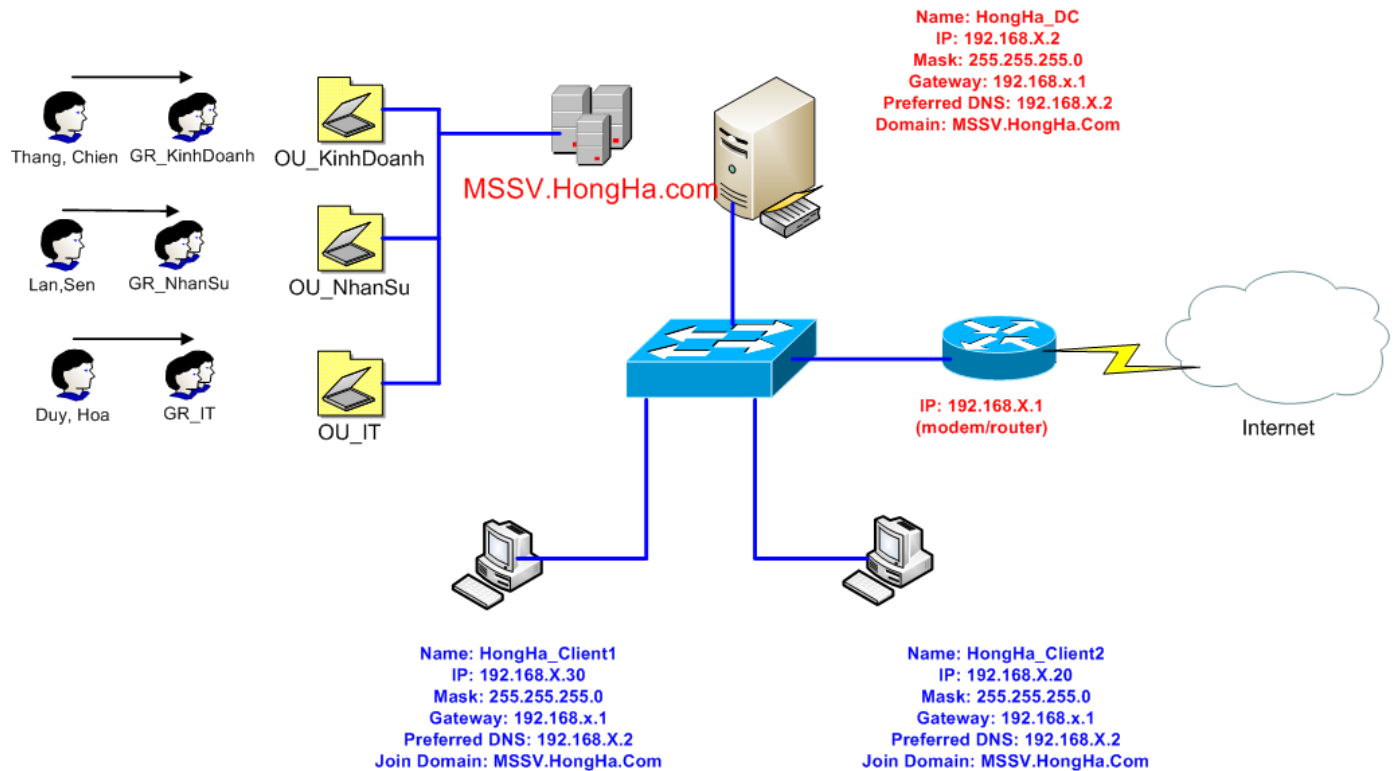 Name: HongHa_DC
IP: 192.168.X.2
Mask: 255.255.255.0
Gateway: 192.168.x.1
Preferred DNS: 192.168.X.2
Domain: MSSV.HongHa.Com
Thang, Chien
GR_KinhDoanh
OU_KinhDoanh
MSSV.HongHa.com
Lan,Sen
GR_NhanSu
OU_NhanSu
Duy, Hoa
GR_IT
OU_IT
IP: 192.168.X.1
(modem/router)
Internet
Name: HongHa_Client1
IP: 192.168.X.30
Mask: 255.255.255.0
Gateway: 192.168.x.1
Preferred DNS: 192.168.X.2
Join Domain: MSSV.HongHa.Com
Name: HongHa_Client2
IP: 192.168.X.20
Mask: 255.255.255.0
Gateway: 192.168.x.1
Preferred DNS: 192.168.X.2
Join Domain: MSSV.HongHa.Com